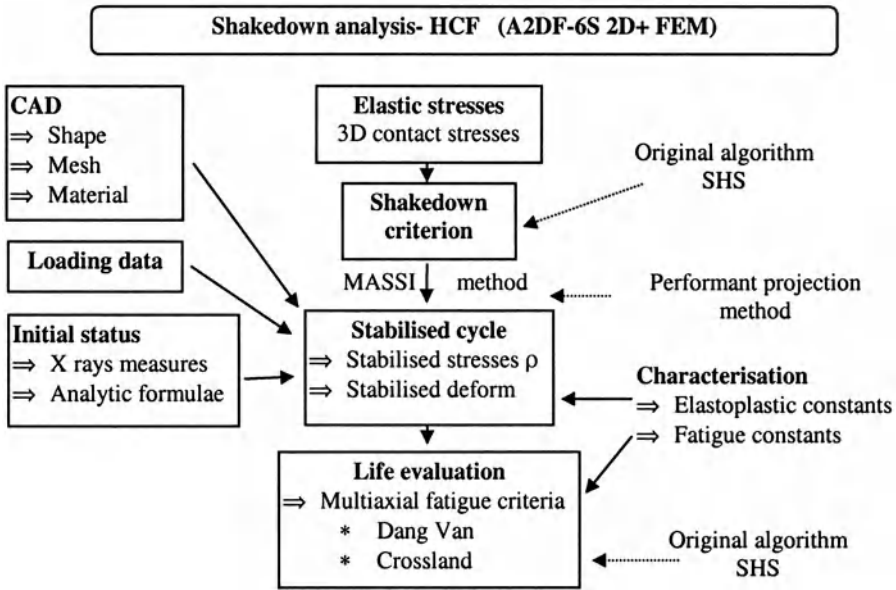 Shakedown analysis- HCF (A2DF-6S 2D+ FEM)
CAD
⇒ Shape
⇒ Mesh
⇒ Material
Elastic stresses
3D contact stresses
Original algorithm
SHS
Shakedown
criterion
Loading data
MASSI method
Performant projection
method
Initial status
⇒ X rays measures
⇒ Analytic formulae
Stabilised cycle
⇒ Stabilised stresses ρ
⇒ Stabilised deform
Characterisation
⇒ Elastoplastic constants
⇒ Fatigue constants
Life evaluation
⇒ Multiaxial fatigue criteria
* Dang Van
* Crossland
Original algorithm
SHS